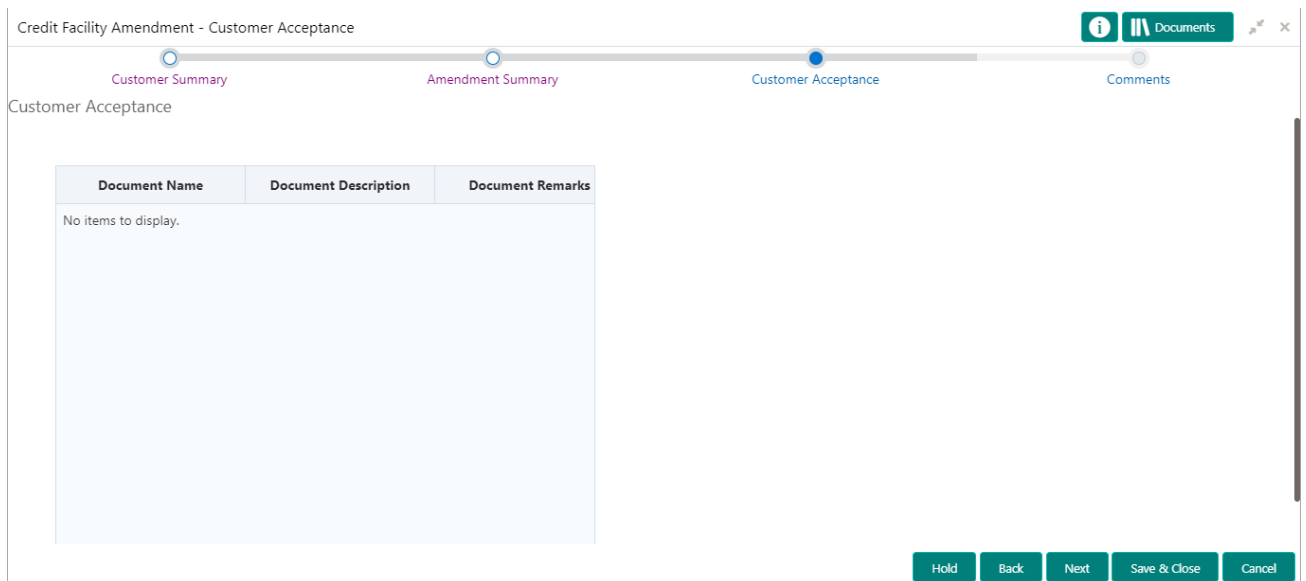 Credit Facility Amendment - Customer Acceptance
i Documents
Customer Summary Amendment Summary Customer Acceptance Comments
Customer Acceptance
Document Name Document Description Document Remarks
No items to display.
Hold Back Next Save & Close Cancel